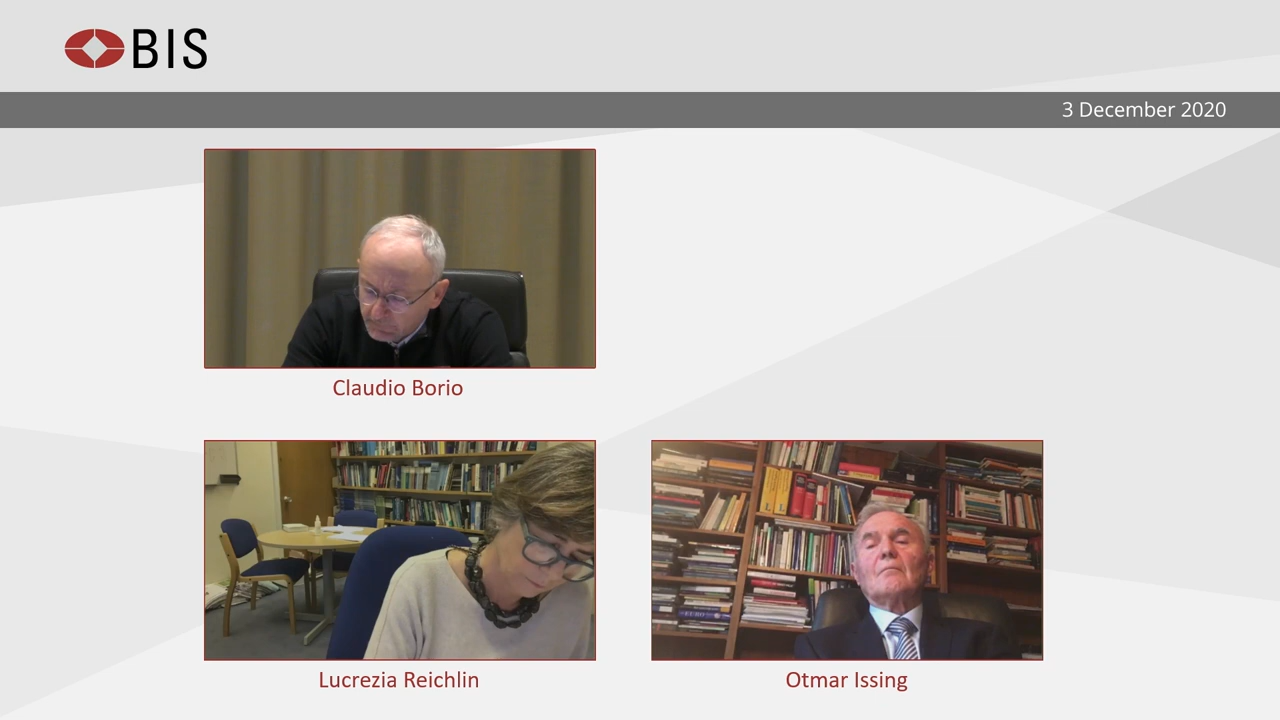 BIS
3 December 2020
Claudio Borio
Lucrezia Reichlin
Otmar Issing